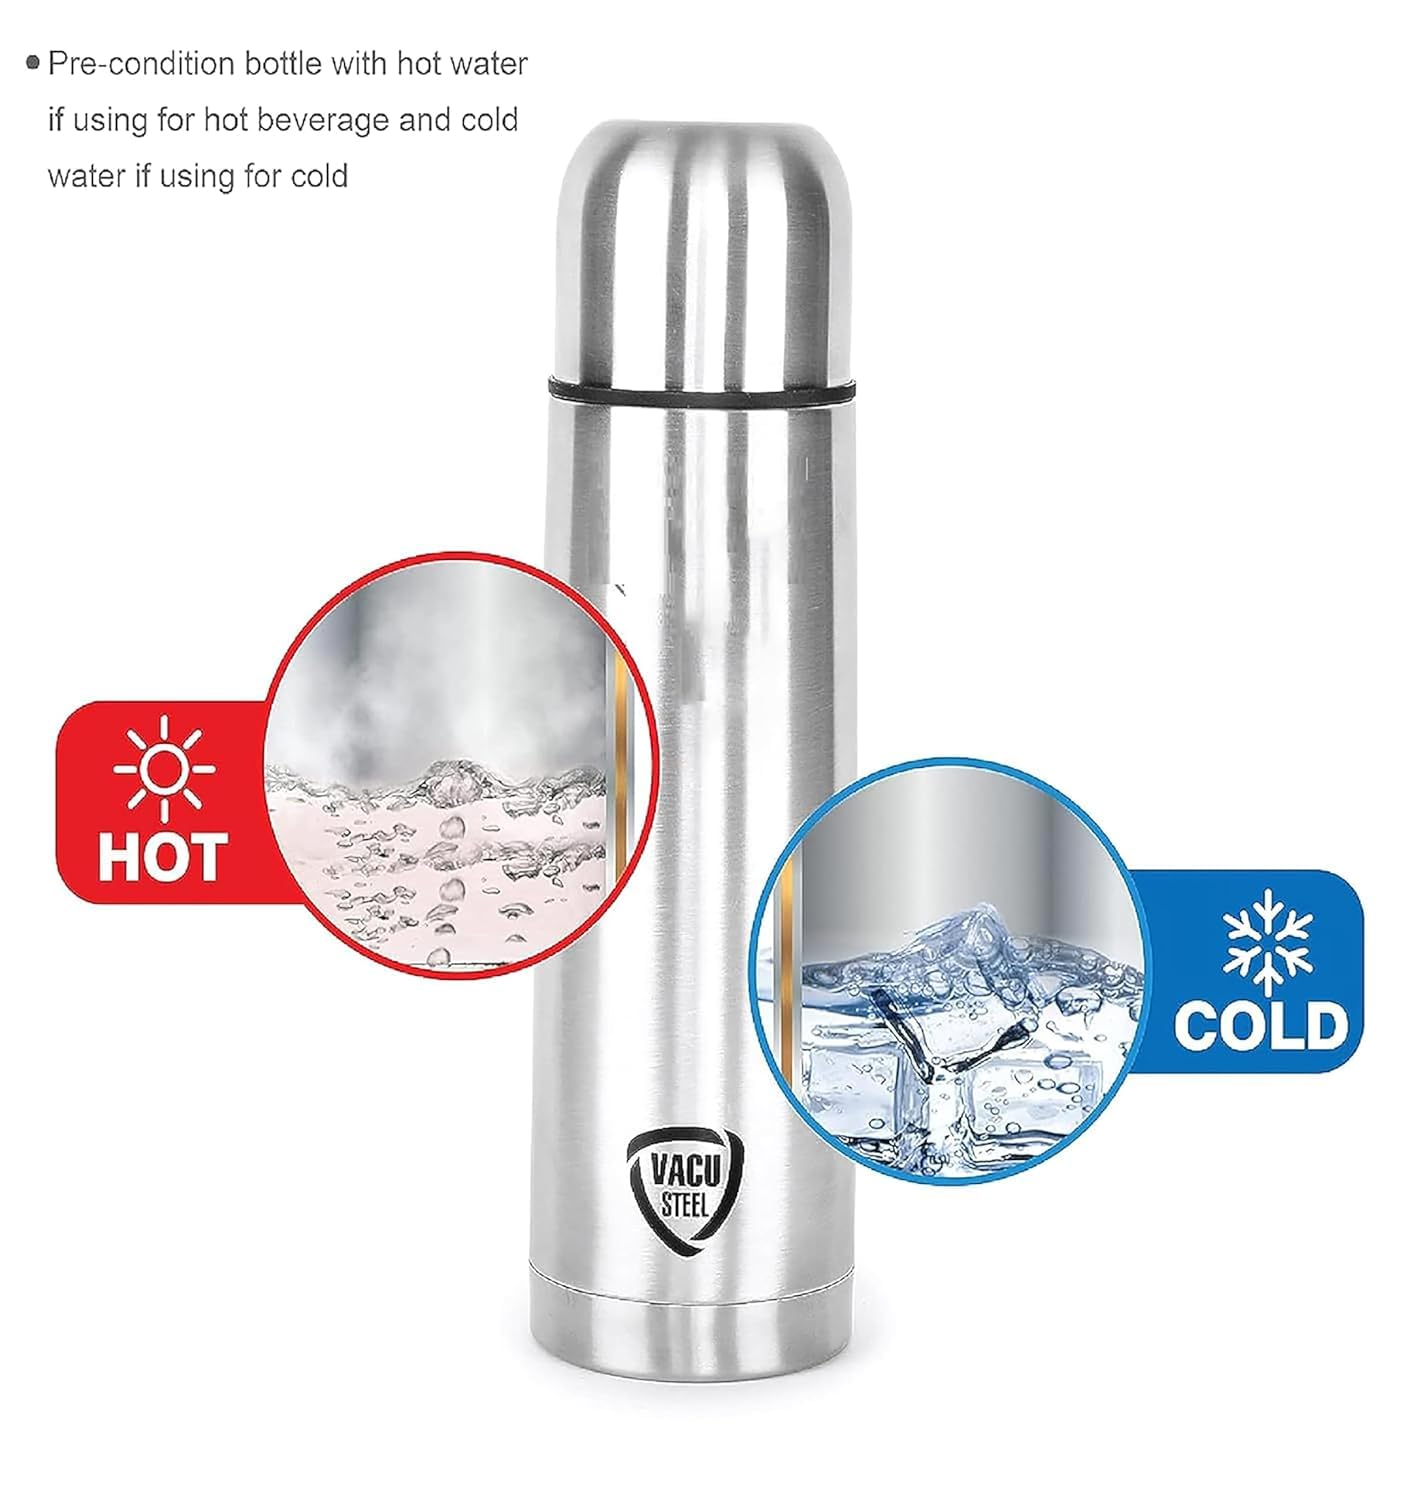 • Pre-condition bottle with hot water
if using for hot beverage and cold
water if using for cold
HOT
COLD
VACU
STEEL